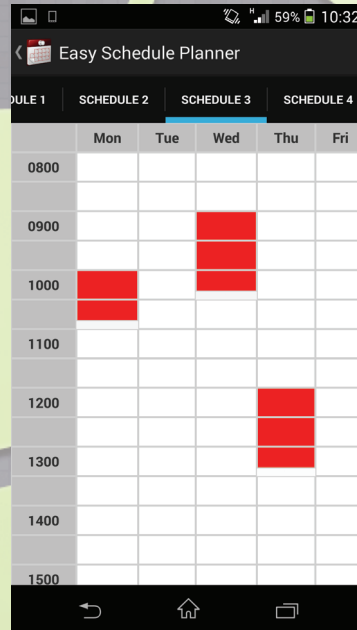 H 59% 10:32
Easy Schedule Planner
DULE 1 SCHEDULE 2 SCHEDULE 3 SCHEDULE 4
Mon Tue Wed Thu Fri
0800
0900
1000
1100
1200
1300
1400
1500